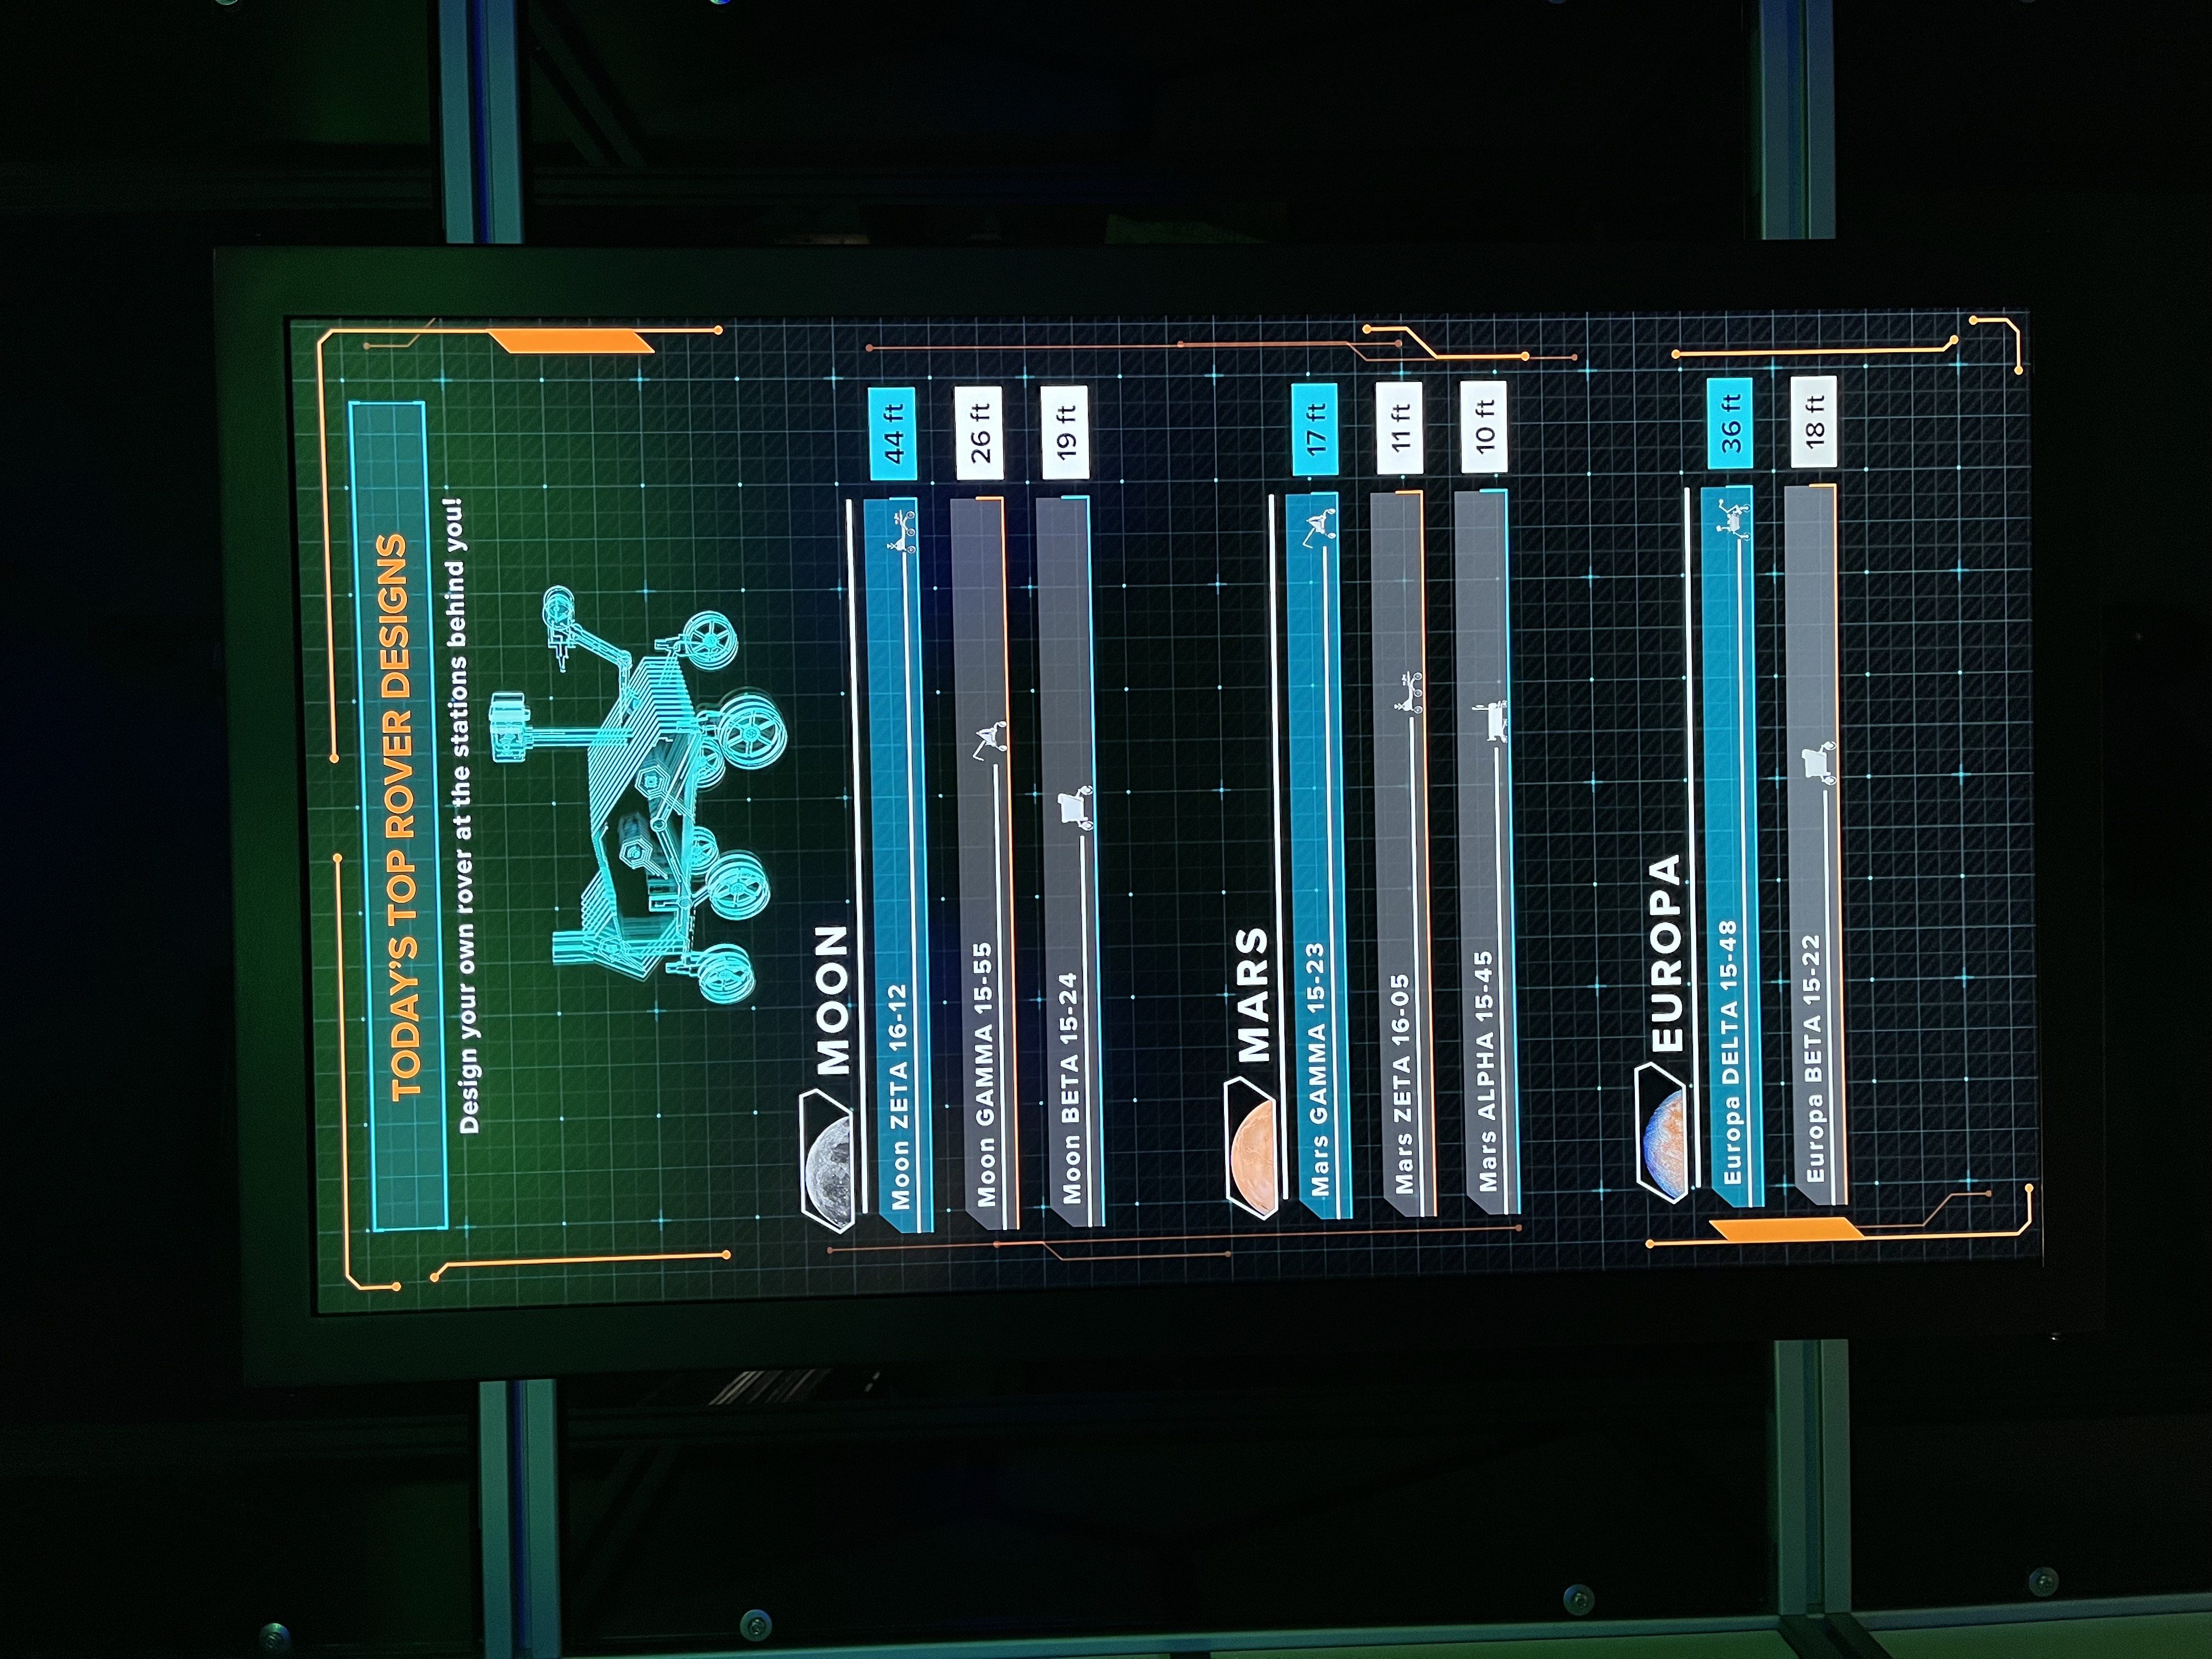 TODAY'S TOP ROVER DESIGNS
Design your own rover at the stations behind you!
MOON
Moon ZETA 16-12 44 ft
Moon GAMMA 15-55 26 ft
Moon BETA 15-24 19 ft
MARS
Mars GAMMA 15-23 17 ft
Mars ZETA 16-05 11 ft
Mars ALPHA 15-45 10 ft
EUROPA
Europa DELTA 15-48 36 ft
Europa BETA 15-22 18 ft